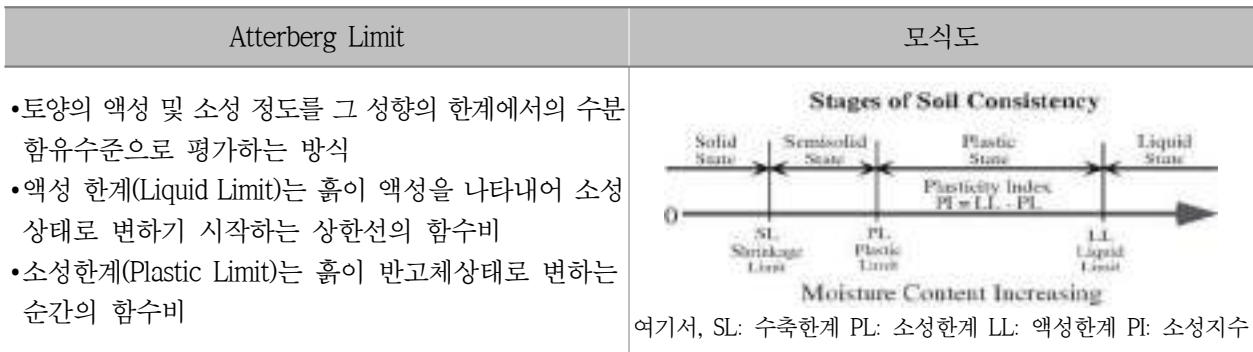 Atterberg Limit
모식도
•토양의 액성 및 소성 정도를 그 성향의 한계에서의 수분
함유수준으로 평가하는 방식
•액성 한계(Liquid Limit)는 흙이 액성을 나타내어 소성
상태로 변하기 시작하는 상한선의 함수비
•소성한계(Plastic Limit)는 흙이 반고체상태로 변하는
순간의 함수비
Stages of Soil Consistency
Solid State
Semisolid State
Plastic State
Liquid State
Plasticity Index
PI = LL - PL
0
SL Shrinkage Limit
PL Plastic Limit
LL Liquid Limit
Moisture Content Increasing
여기서, SL: 수축한계 PL: 소성한계 LL: 액성한계 PI: 소성지수